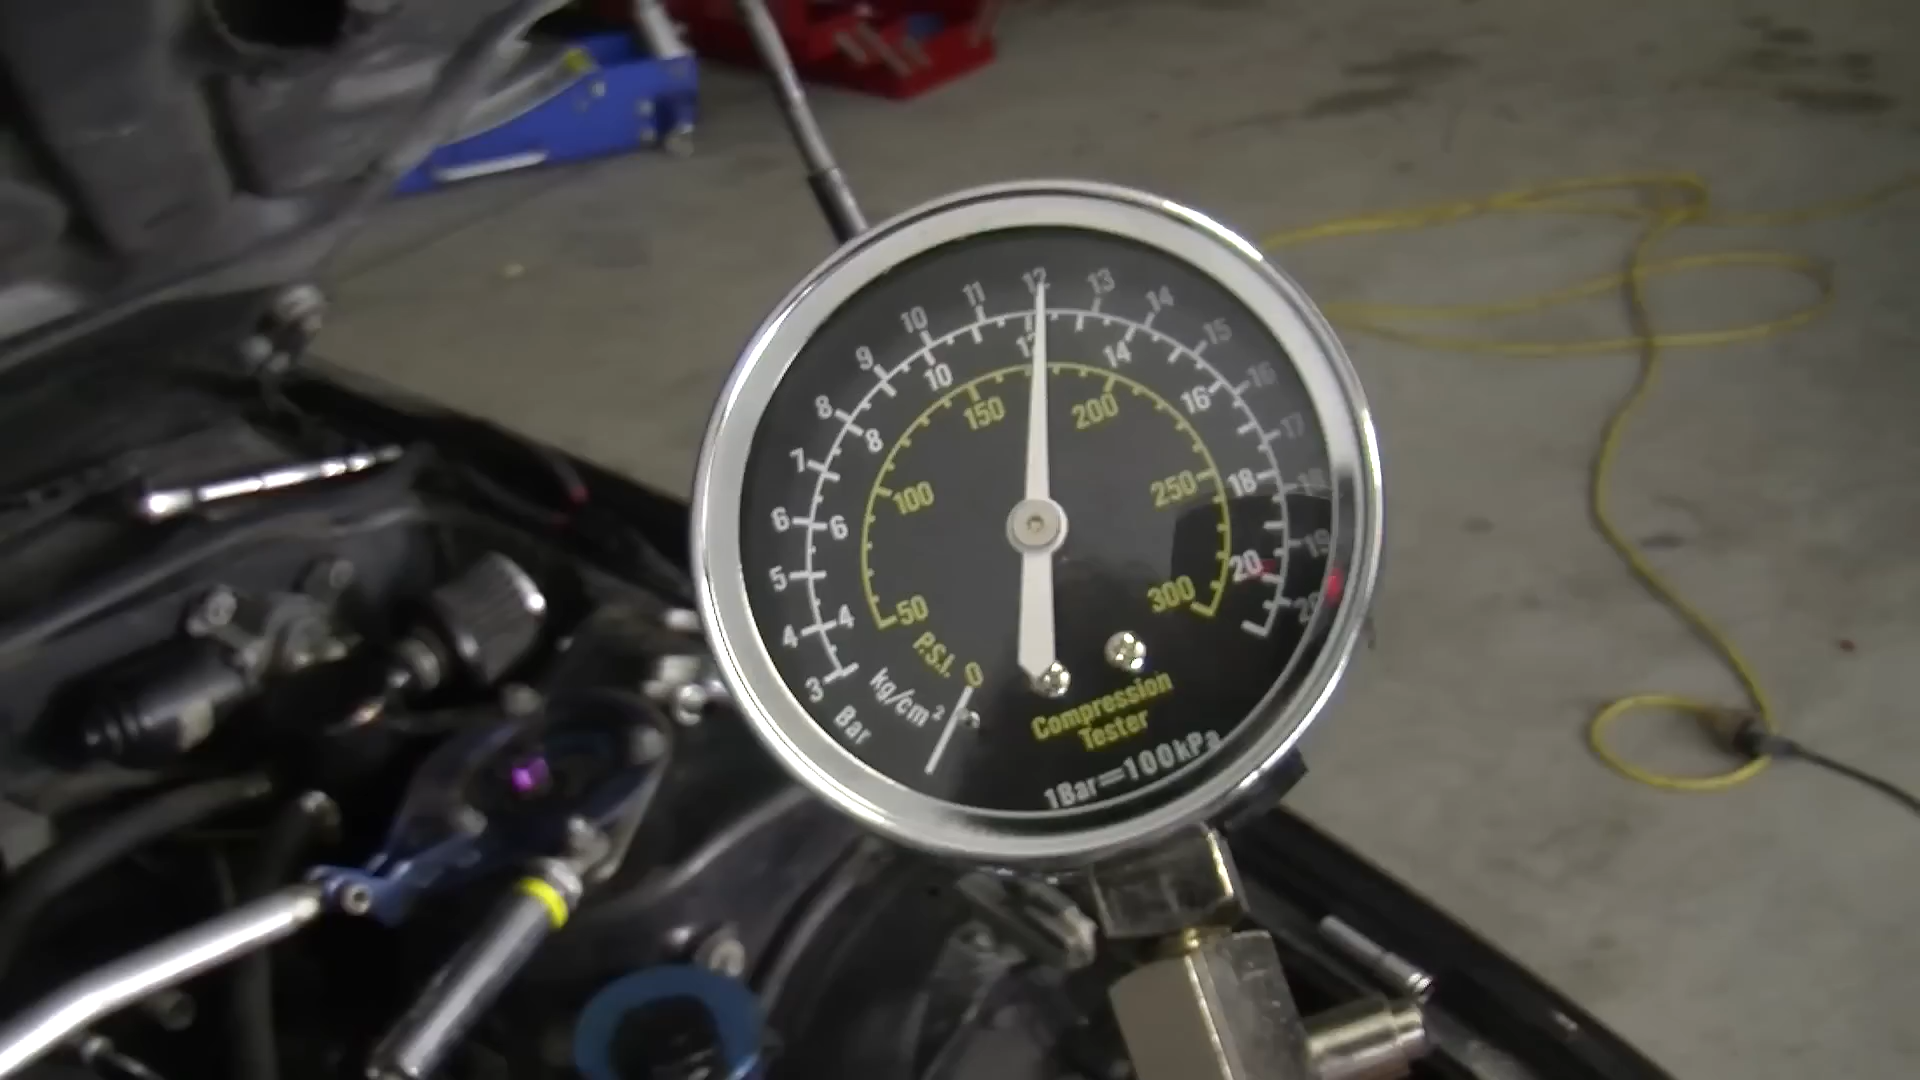 3 4 5 6 7 8 9 10 11 12 13 14 15 16 17 18 19 20
Bar
4 6 8 10 12 14 16 18 20
kg/cm²
0 50 100 150 200 250 300
P.S.I.
Compression
Tester
1Bar=100kPa